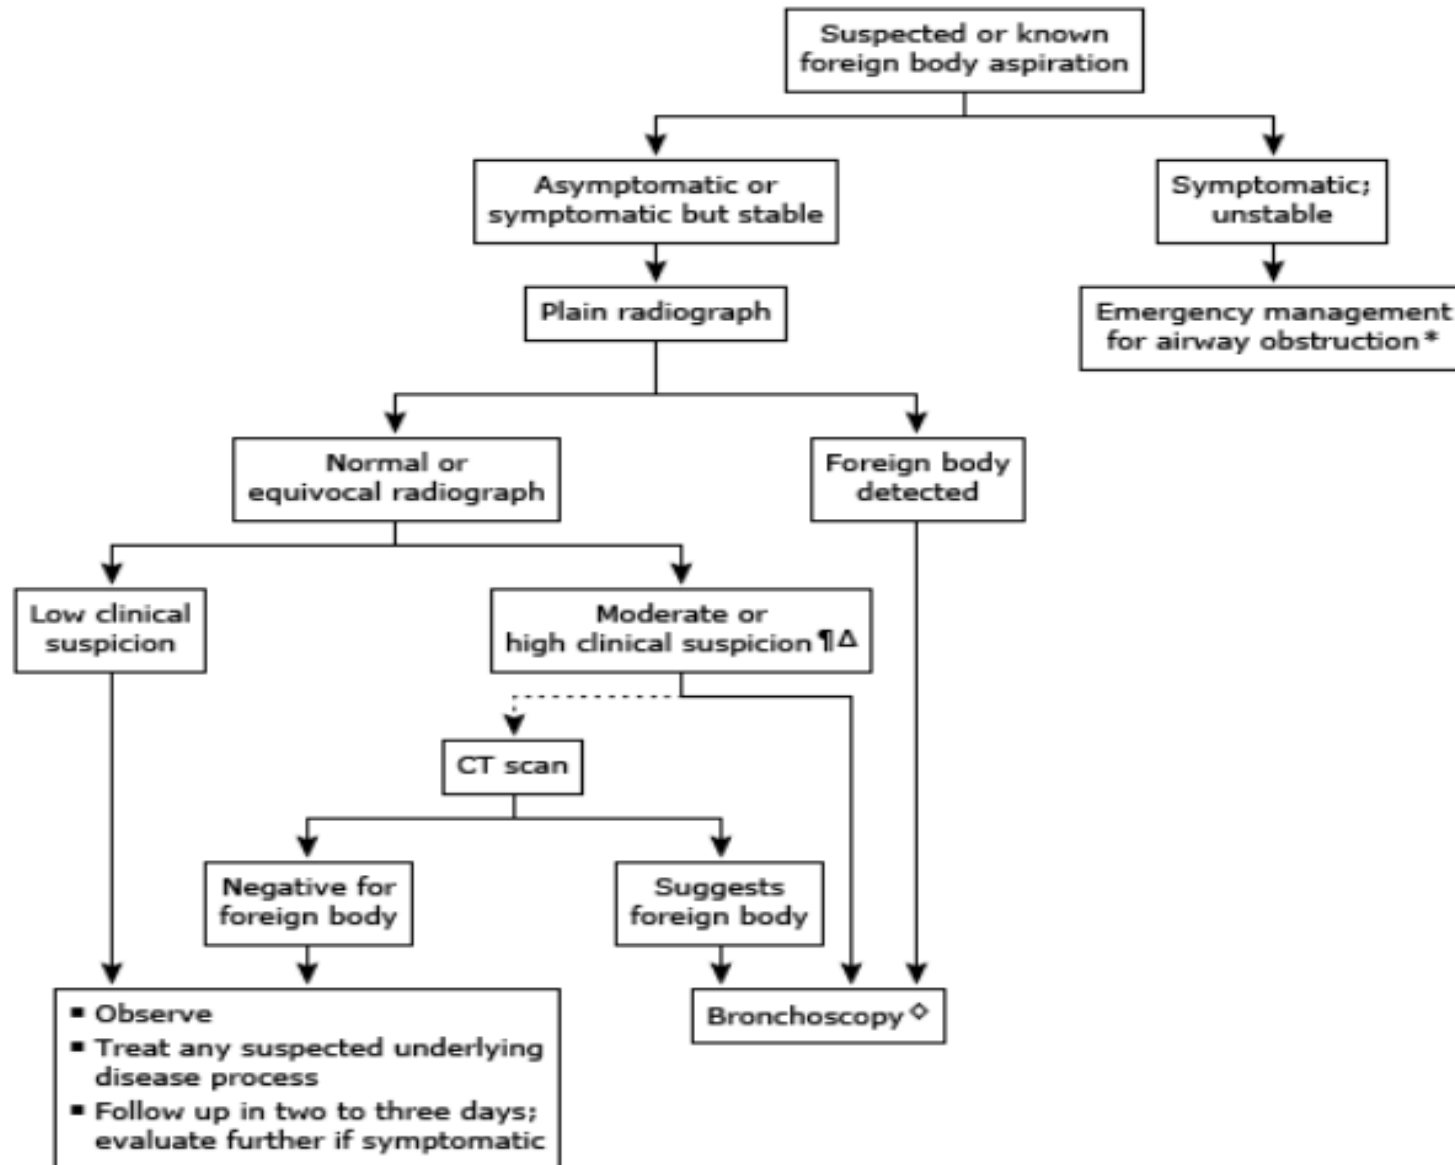 Suspected or known
foreign body aspiration
Asymptomatic or
symptomatic but stable
Symptomatic;
unstable
Plain radiograph
Emergency management
for airway obstruction*
Normal or
equivocal radiograph
Foreign body
detected
Low clinical
suspicion
Moderate or
high clinical suspicion¶Δ
CT scan
Negative for
foreign body
Suggests
foreign body
▪ Observe
▪ Treat any suspected underlying
disease process
▪ Follow up in two to three days;
evaluate further if symptomatic
Bronchoscopy◇